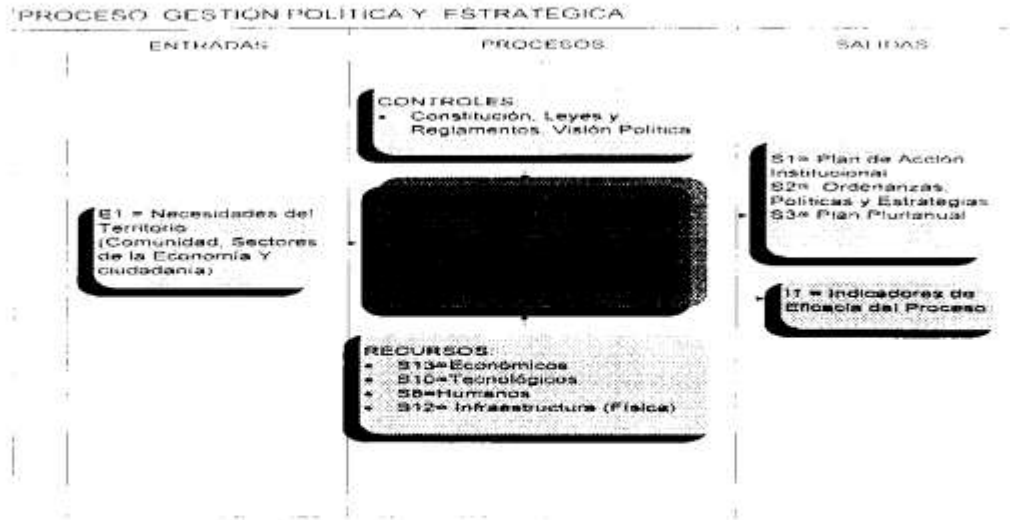 PROCESO GESTIÓN POLÍTICA Y ESTRATEGICA
ENTRADAS
PROCESOS
SALIDAS
CONTROLES:
• Constitución, Leyes y
Reglamentos, Visión Política
E1 = Necesidades del
Territorio
(Comunidad, Sectores
de la Economía Y
ciudadanía)
S1= Plan de Acción
Institucional
S2= Ordenanzas,
Políticas y Estrategias
S3= Plan Plurianual
I1 = Indicadores de
Eficacia del Proceso
RECURSOS:
• S13=Económicos
• S10=Tecnológicos
• S8=Humanos
• S12= Infraestructura (Física)